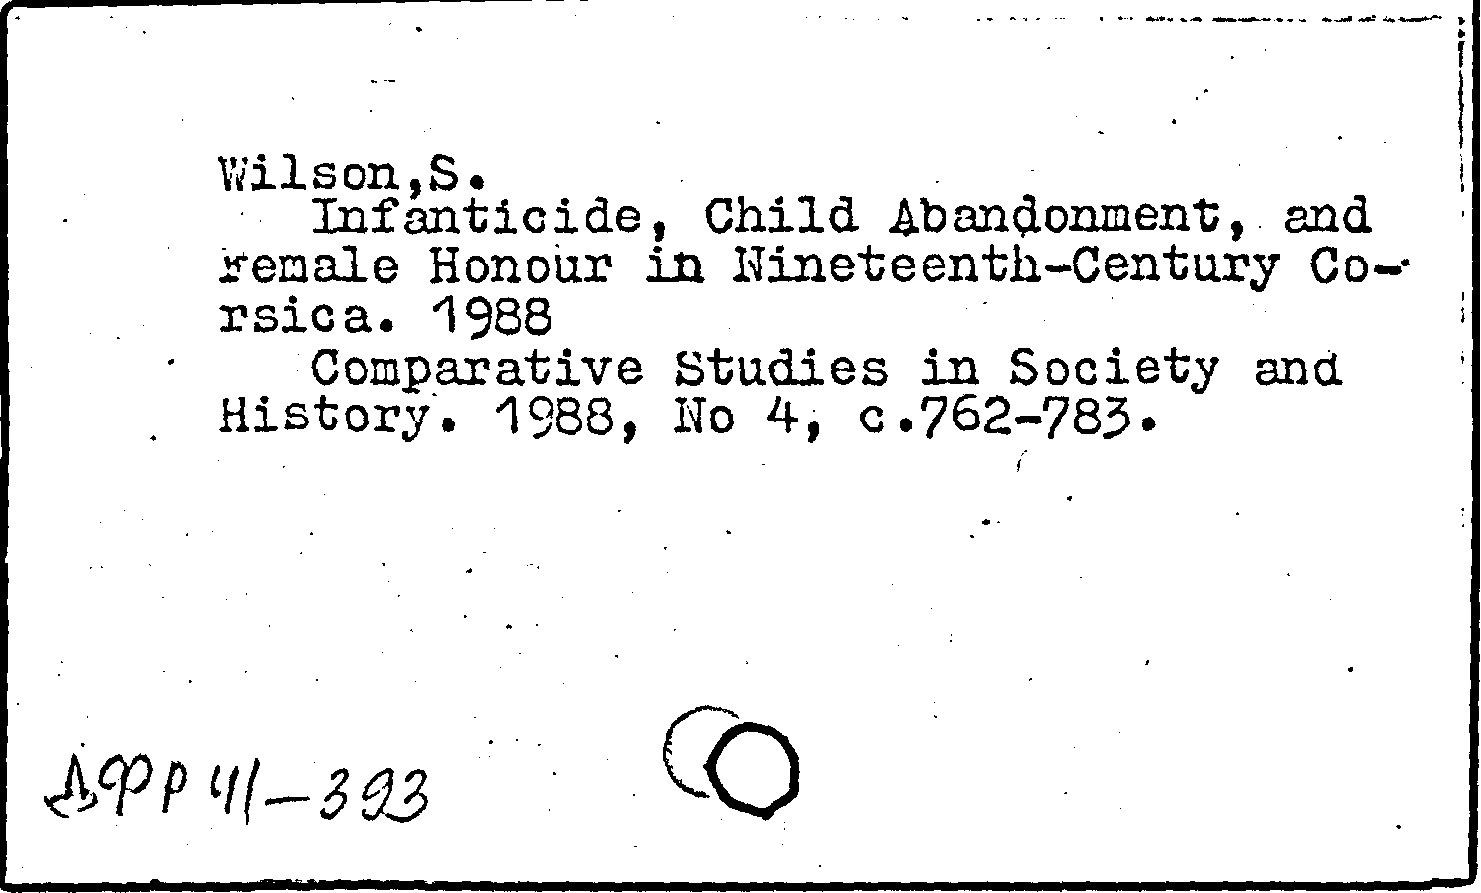 Wilson,S.
Infanticide, Child Abandonment, and
Female Honour in Nineteenth-Century Co-
rsica. 1988
Comparative Studies in Society and
History. 1988, No 4, c.762-783.
ДФР 41-393